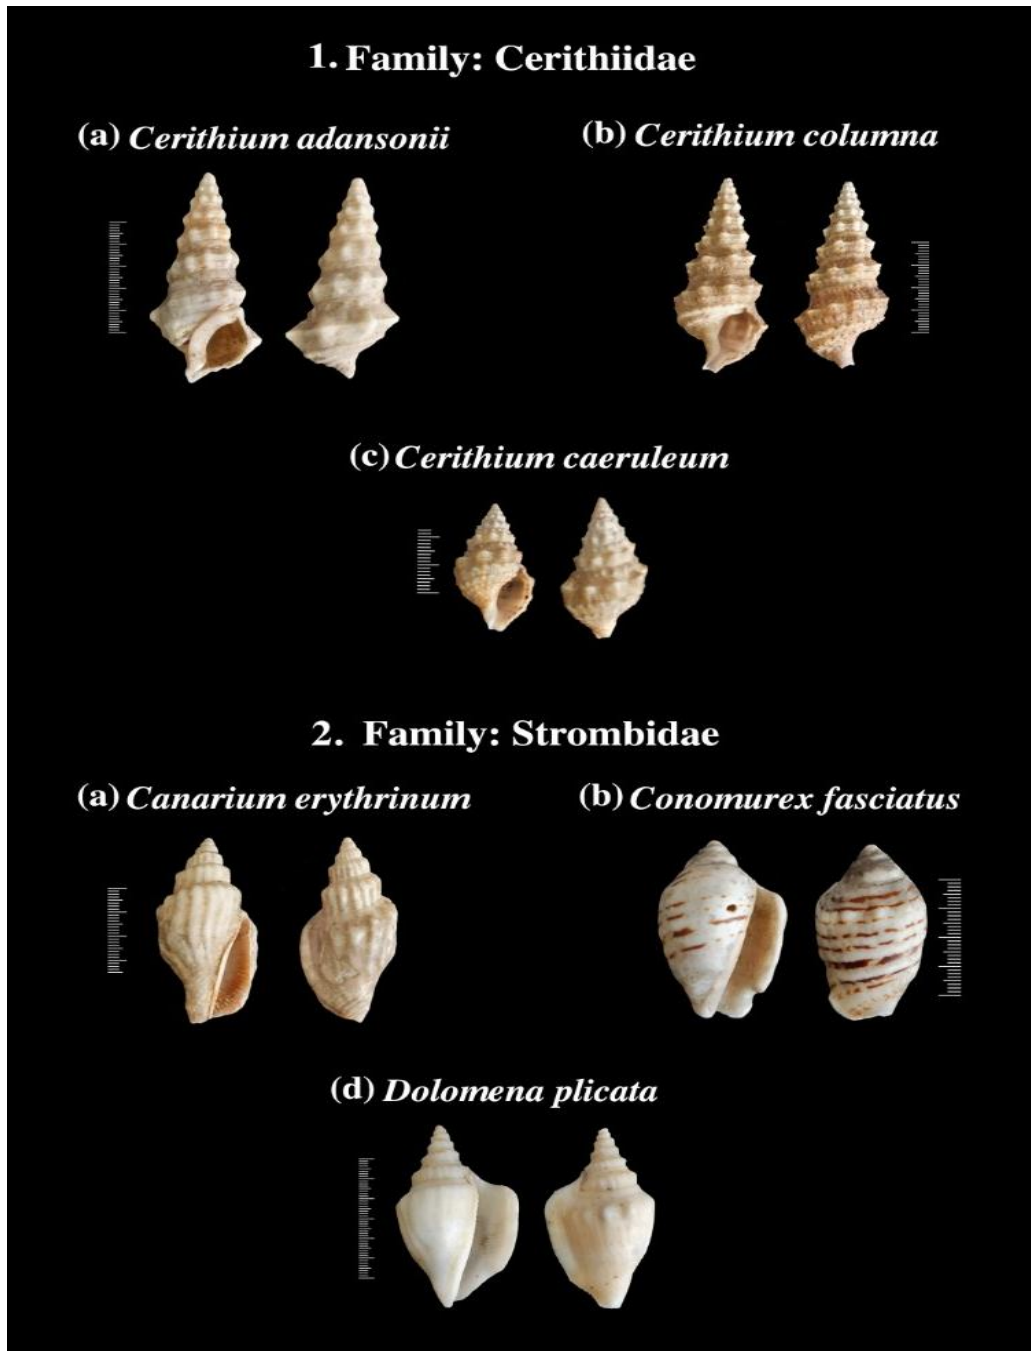 1. Family: Cerithiidae
(a) Cerithium adansonii
(b) Cerithium columna
(c) Cerithium caeruleum
2. Family: Strombidae
(a) Canarium erythrinum
(b) Conomurex fasciatus
(d) Dolomena plicata